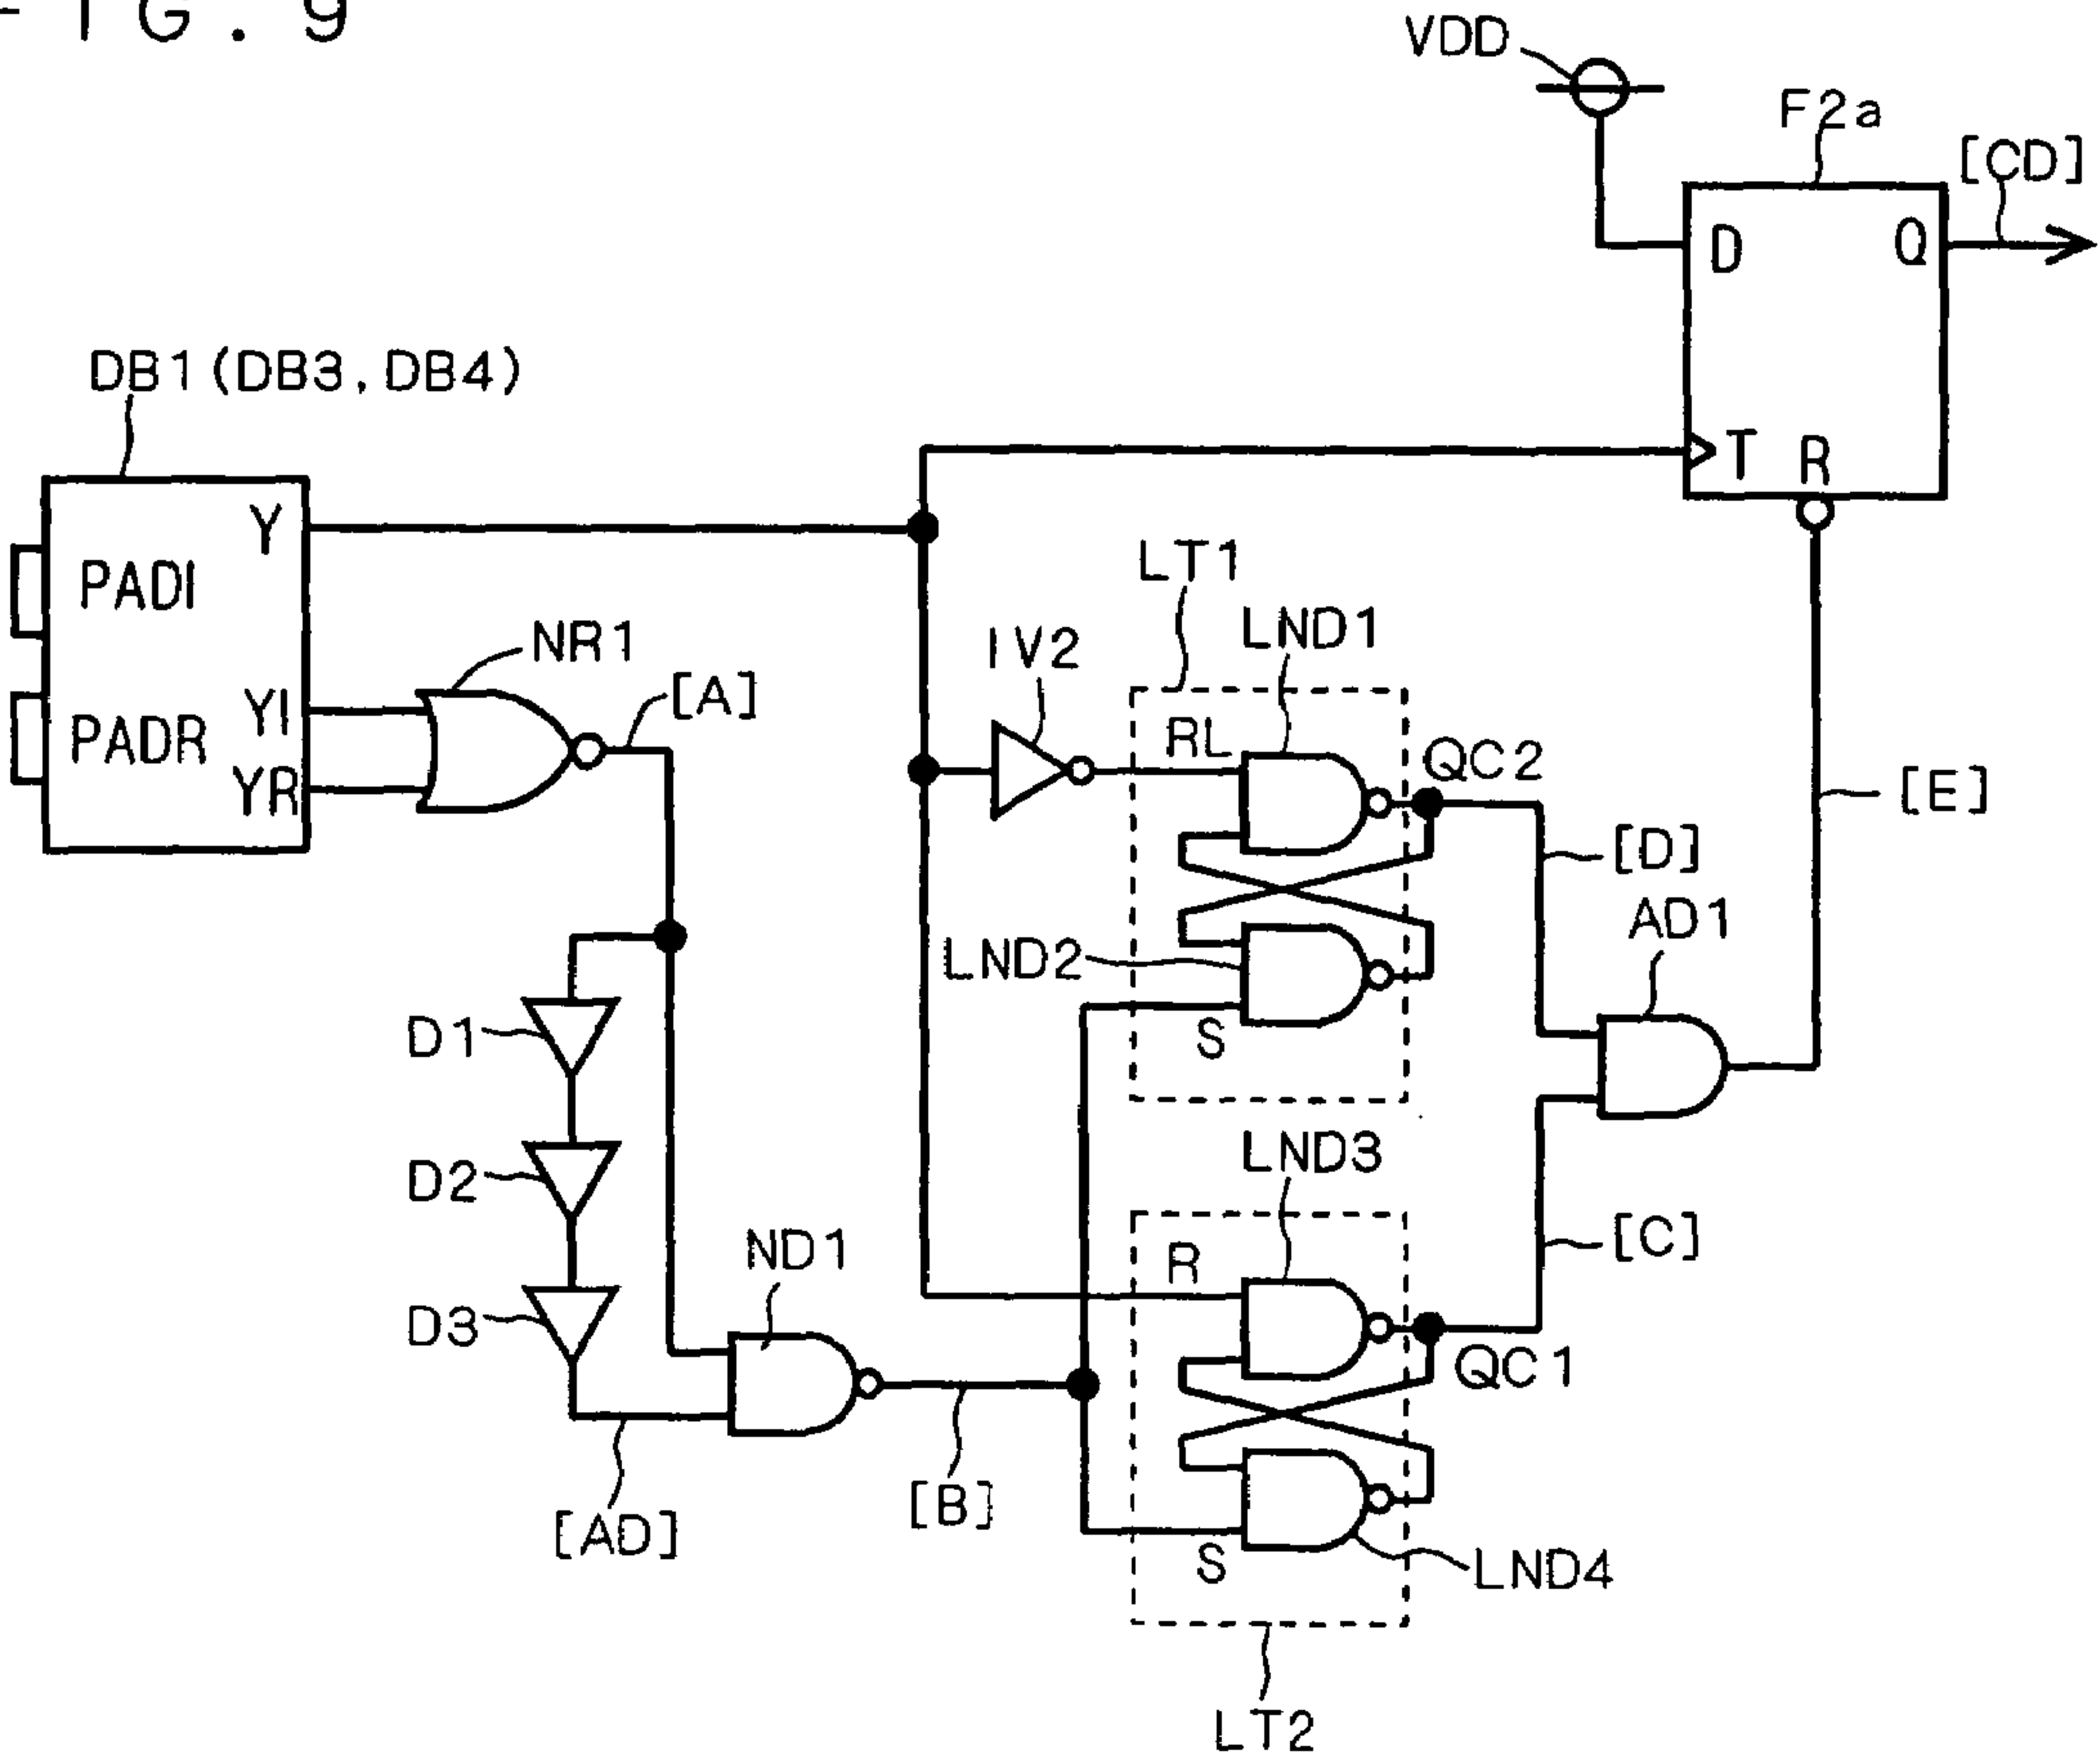 FIG. 9
VDD
F2a
[CD]
D
Q
T
R
DB1(DB3,DB4)
Y
PADI
YI
PADR
YR
NR1
[A]
LT1
LND1
IV2
RL
QC2
[D]
[E]
AD1
LND2
S
D1
D2
D3
ND1
[AD]
[B]
LND3
R
[C]
QC1
S
LND4
LT2